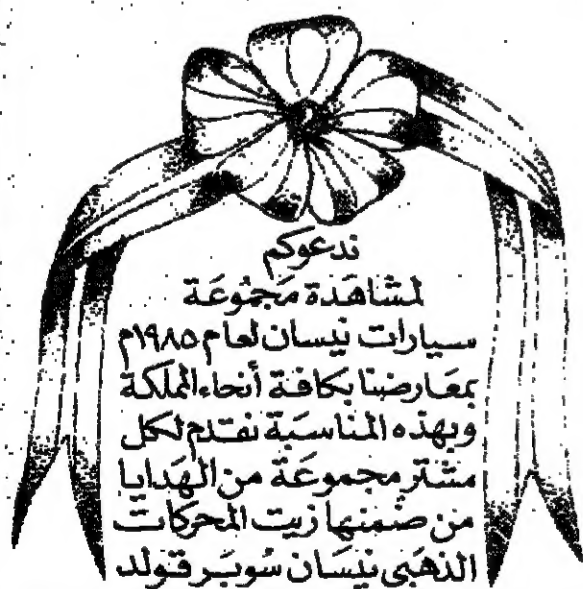 ندعوكم
لمشاهدة مجموعة
سيارات نيسان لعام ١٩٨٥م
بمعارضنا بكافة أنحاء المملكة
وبهذه المناسبة نقدم لكل
مشتر مجموعة من الهدايا
من ضمنها زيت المحركات
الذهبي نيسان سوبر قولد